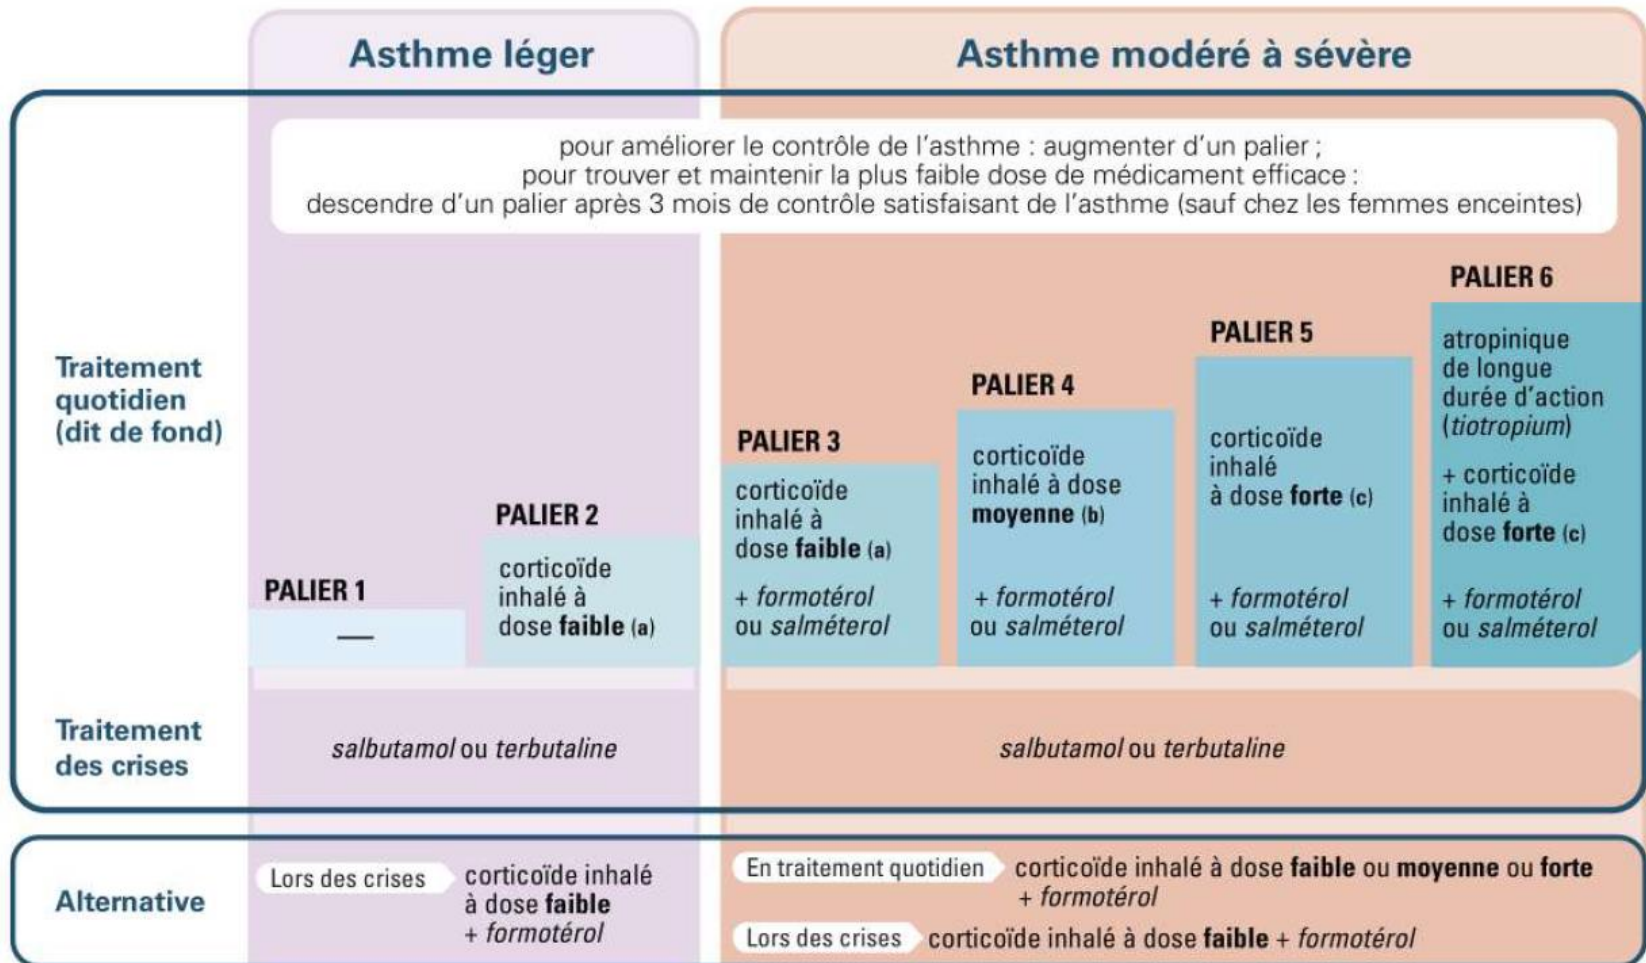 Asthme léger
Asthme modéré à sévère
pour améliorer le contrôle de l'asthme : augmenter d'un palier ;
pour trouver et maintenir la plus faible dose de médicament efficace :
descendre d'un palier après 3 mois de contrôle satisfaisant de l'asthme (sauf chez les femmes enceintes)
Traitement
quotidien
(dit de fond)
PALIER 1
—
PALIER 2
corticoïde
inhalé à
dose faible (a)
PALIER 3
corticoïde
inhalé à
dose faible (a)
+ formotérol
ou salméterol
PALIER 4
corticoïde
inhalé à dose
moyenne (b)
+ formotérol
ou salméterol
PALIER 5
corticoïde
inhalé
à dose forte (c)
+ formotérol
ou salméterol
PALIER 6
atropinique
de longue
durée d'action
(tiotropium)
+ corticoïde
inhalé à
dose forte (c)
+ formotérol
ou salméterol
Traitement
des crises
salbutamol ou terbutaline
salbutamol ou terbutaline
Alternative
Lors des crises
corticoïde inhalé
à dose faible
+ formotérol
En traitement quotidien
corticoïde inhalé à dose faible ou moyenne ou forte
+ formotérol
Lors des crises
corticoïde inhalé à dose faible + formotérol